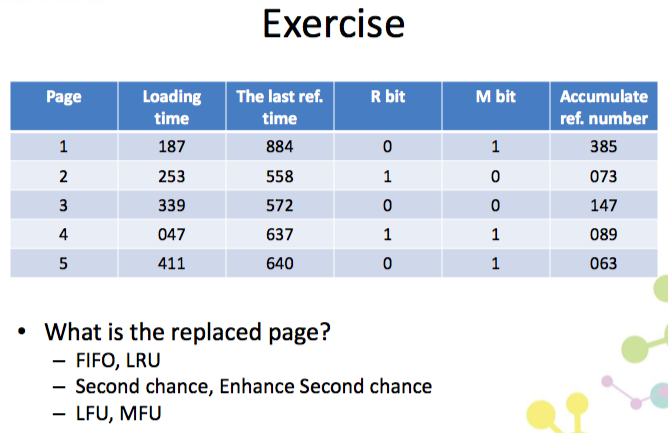 Exercise
Page Loading time The last ref. time R bit M bit Accumulate ref. number
1 187 884 0 1 385
2 253 558 1 0 073
3 339 572 0 0 147
4 047 637 1 1 089
5 411 640 0 1 063
• What is the replaced page?
– FIFO, LRU
– Second chance, Enhance Second chance
– LFU, MFU